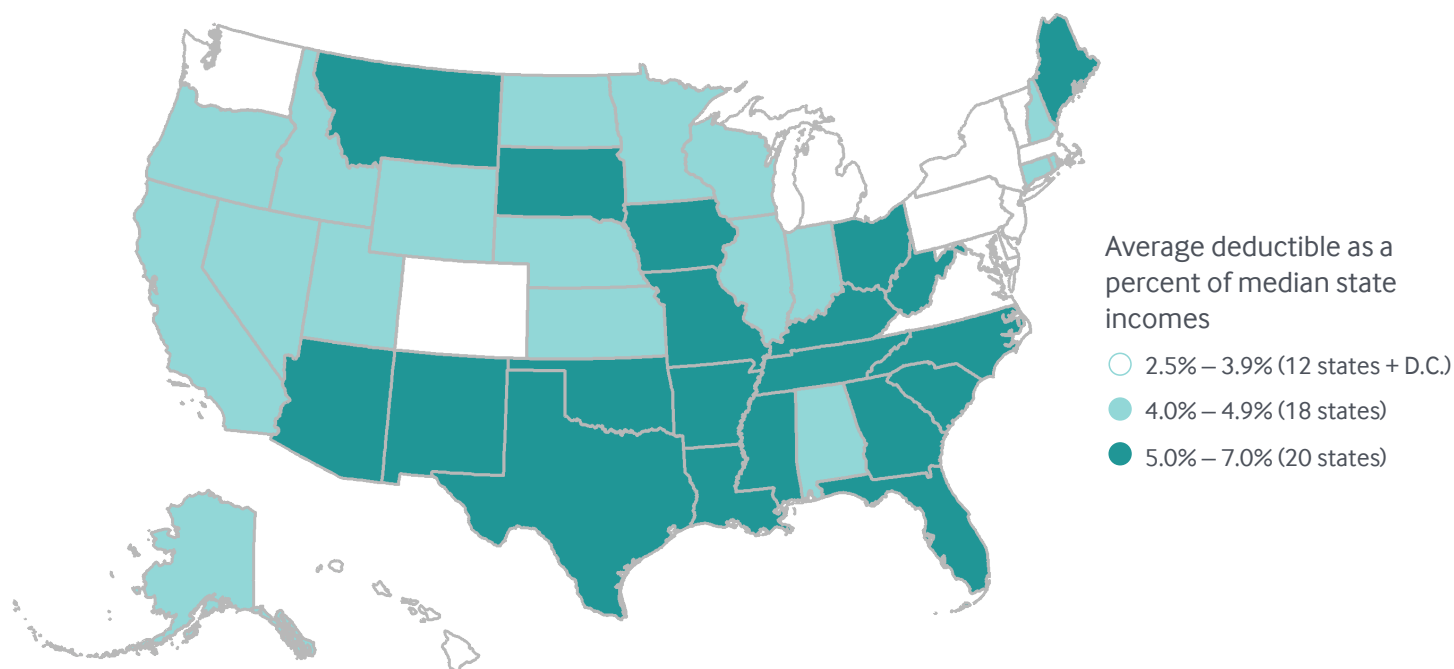 Average deductible as a
percent of median state
incomes
2.5% – 3.9% (12 states + D.C.)
4.0% – 4.9% (18 states)
5.0% – 7.0% (20 states)